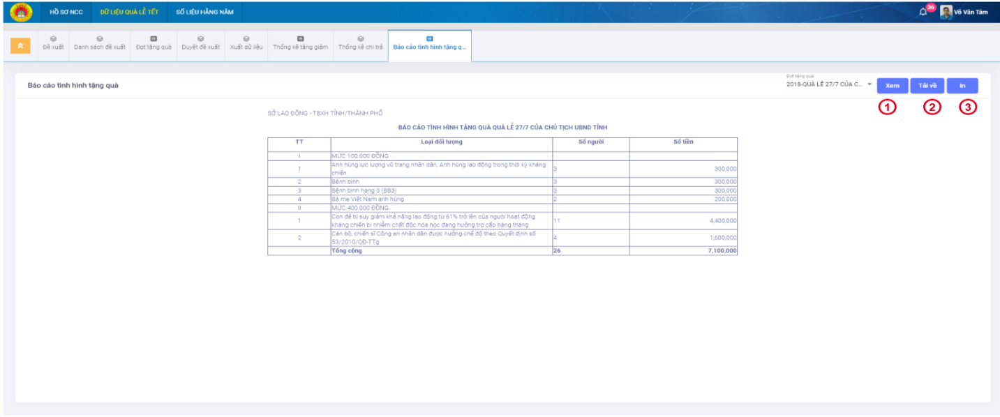 HỒ SƠ NCC DỮ LIỆU QUÀ LỄ TẾT SỐ LIỆU HẰNG NĂM 36 Võ Văn Tám
Đề xuất Danh sách đề xuất Đợt tặng quà Duyệt đề xuất Xuất dữ liệu Thống kê tăng giảm Thống kê chi trả Báo cáo tình hình tặng q...
Đợt tặng quà
Báo cáo tình hình tặng quà 2018-QUÀ LỄ 27/7 CỦA C... Xem Tải về In
1 2 3
SỞ LAO ĐỘNG - TBXH TỈNH/THÀNH PHỐ
BÁO CÁO TÌNH HÌNH TẶNG QUÀ QUÀ LỄ 27/7 CỦA CHỦ TỊCH UBND TỈNH
TT Loại đối tượng Số người Số tiền
I MỨC 100.000 ĐỒNG
1 Anh hùng lực lượng vũ trang nhân dân, Anh hùng lao động trong thời kỳ kháng
chiến 3 300,000
2 Bệnh binh 3 300,000
3 Bệnh binh hạng 3 (BB3) 3 300,000
4 Bà mẹ Việt Nam anh hùng 2 200,000
II MỨC 400.000 ĐỒNG
1 Con đẻ bị suy giảm khả năng lao động từ 61% trở lên của người hoạt động
kháng chiến bị nhiễm chất độc hóa học đang hưởng trợ cấp hàng tháng 11 4,400,000
2 Cán bộ, chiến sĩ Công an nhân dân được hưởng chế độ theo Quyết định số
53/2010/QĐ-TTg 4 1,600,000
Tổng cộng 26 7,100,000